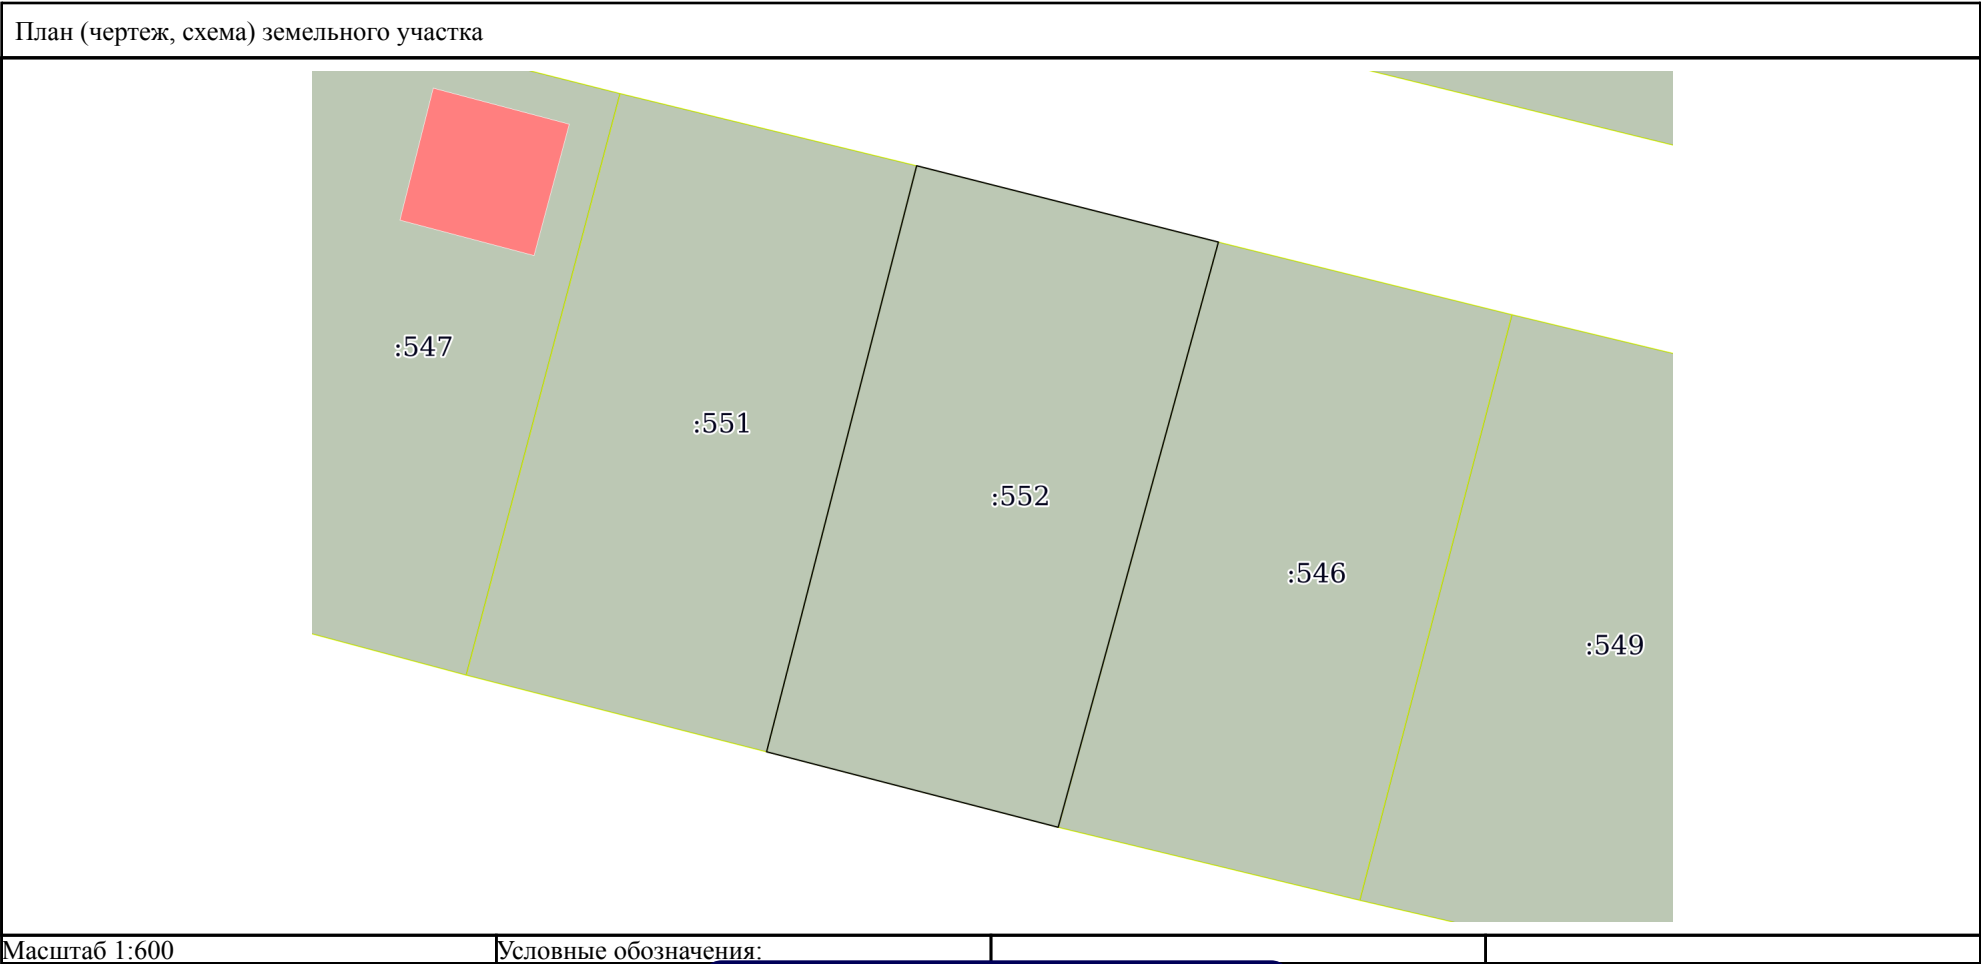 План (чертеж, схема) земельного участка
:547
:551
:552
:546
:549
Масштаб 1:600
Условные обозначения: